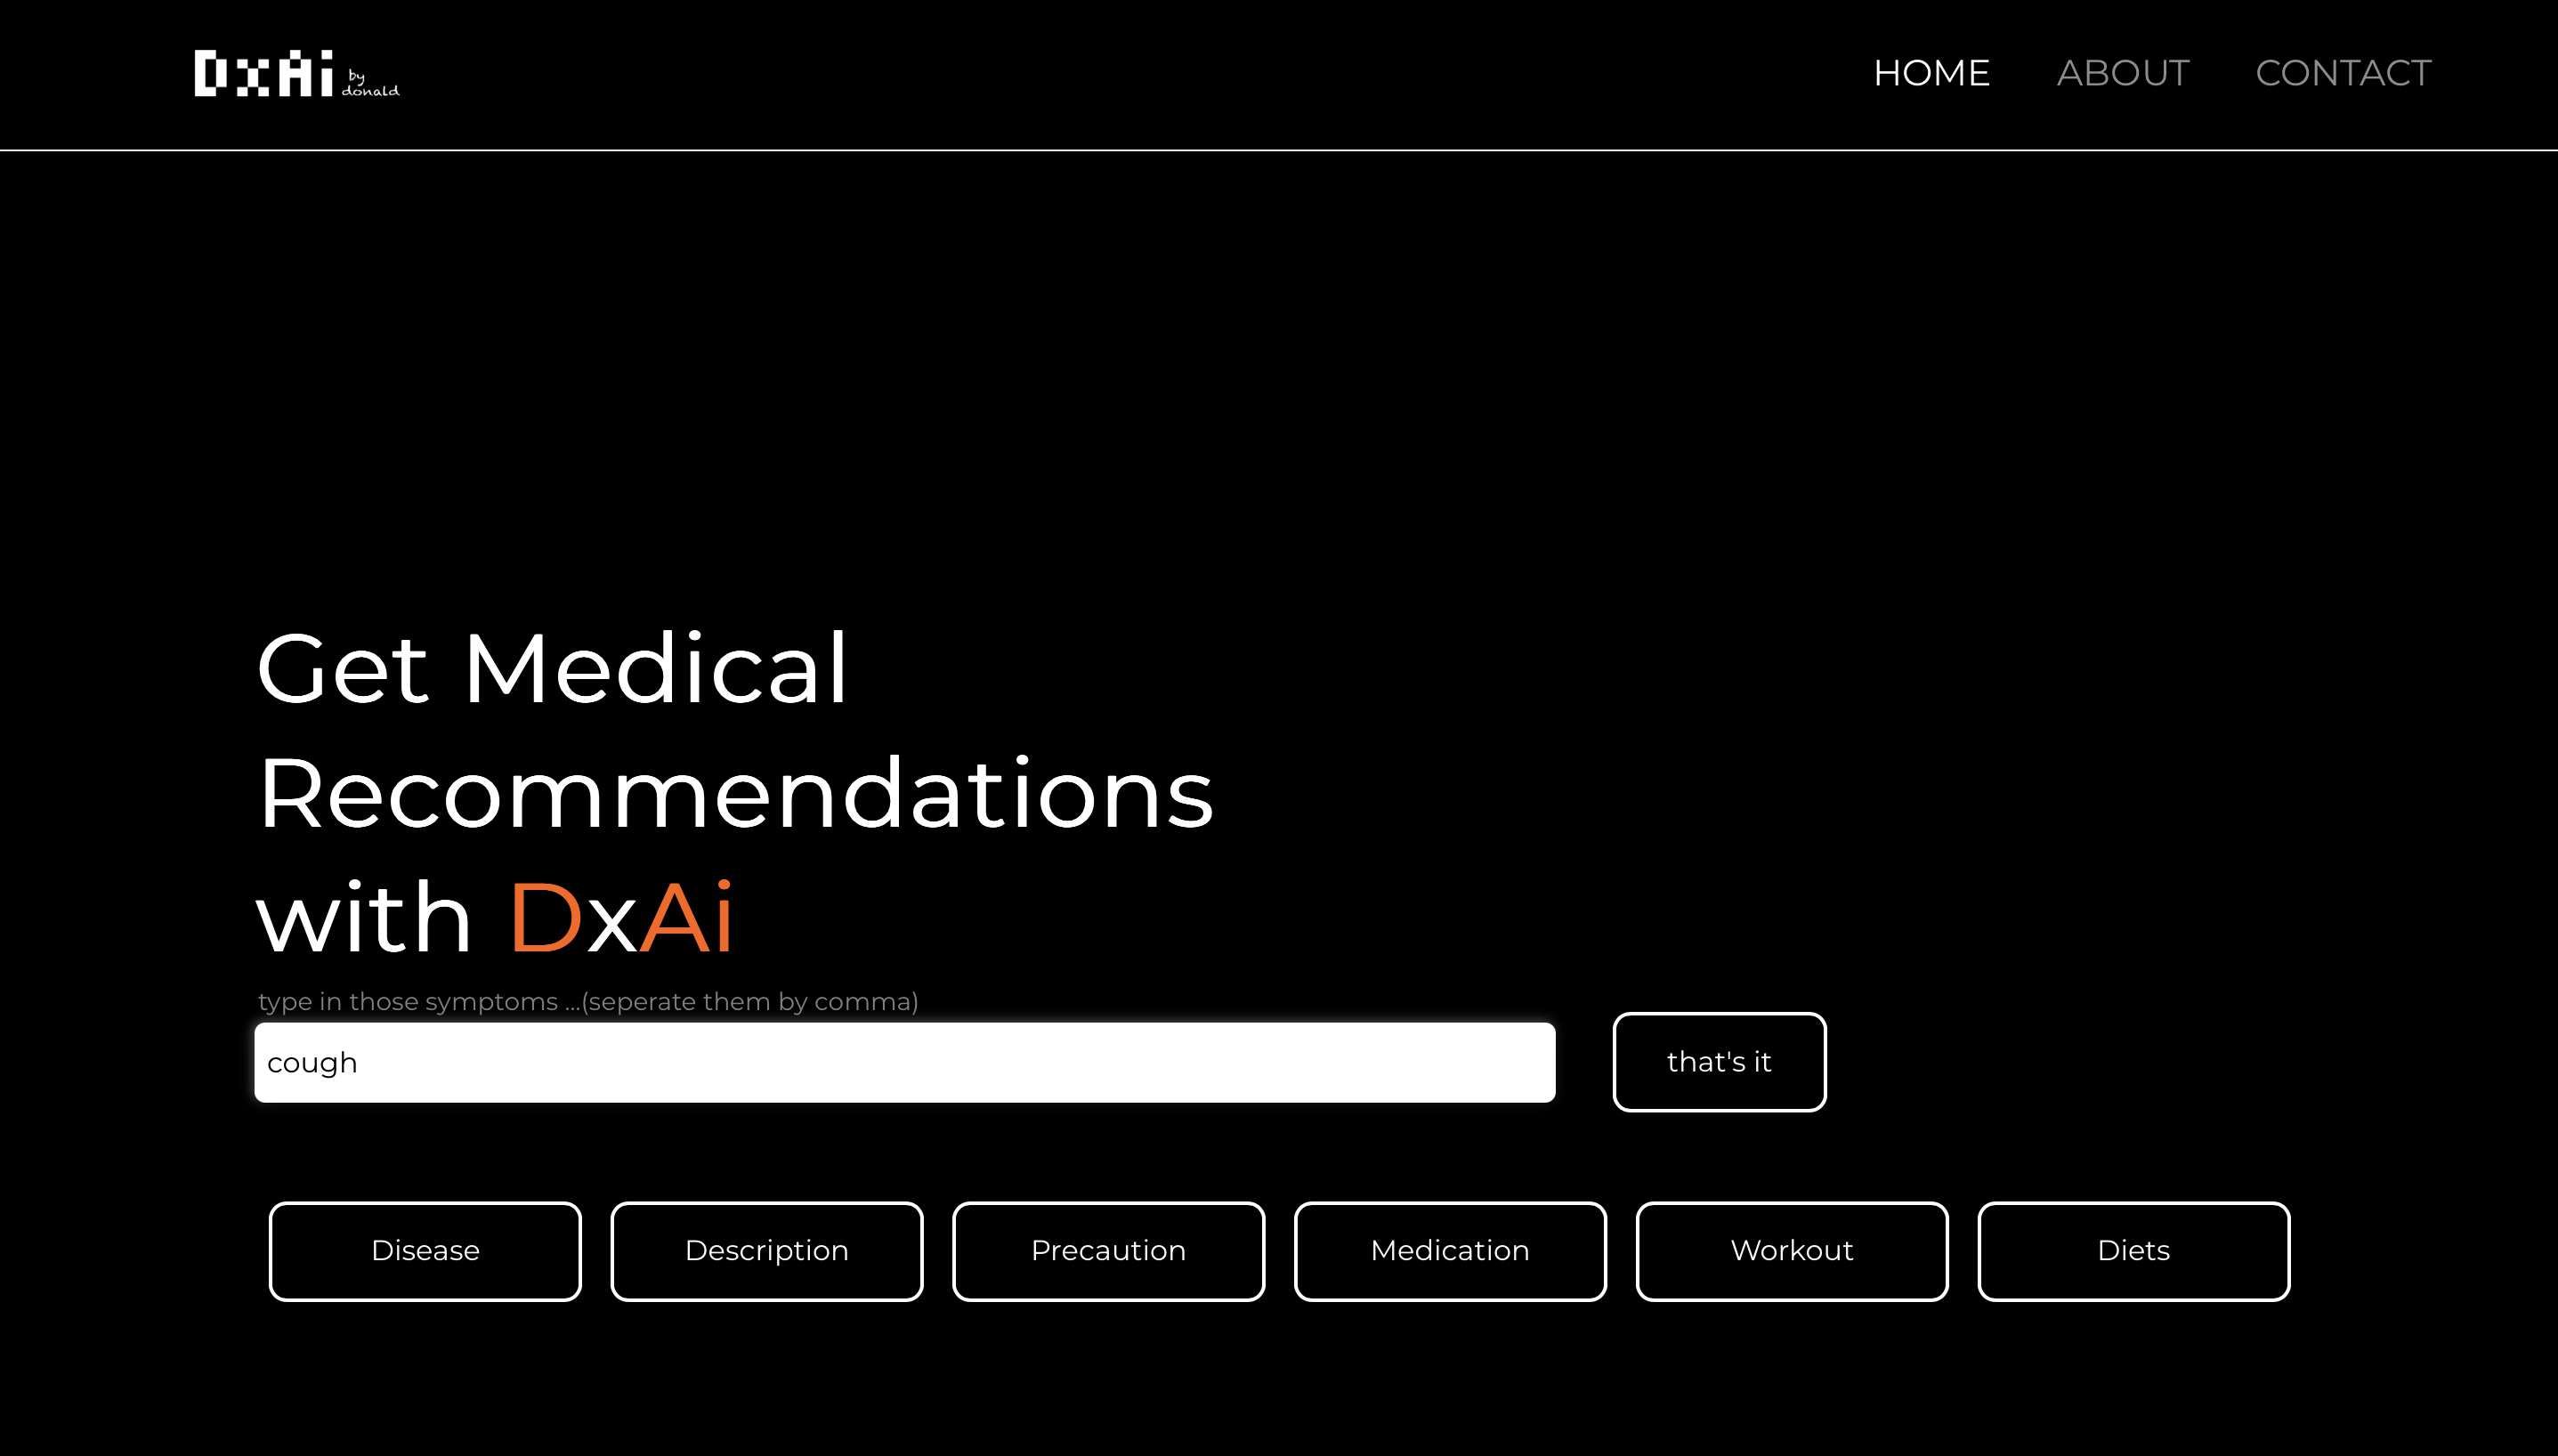 DxAi by donald
HOME ABOUT CONTACT
Get Medical
Recommendations
with DxAi
type in those symptoms ...(seperate them by comma)
cough
that's it
Disease Description Precaution Medication Workout Diets